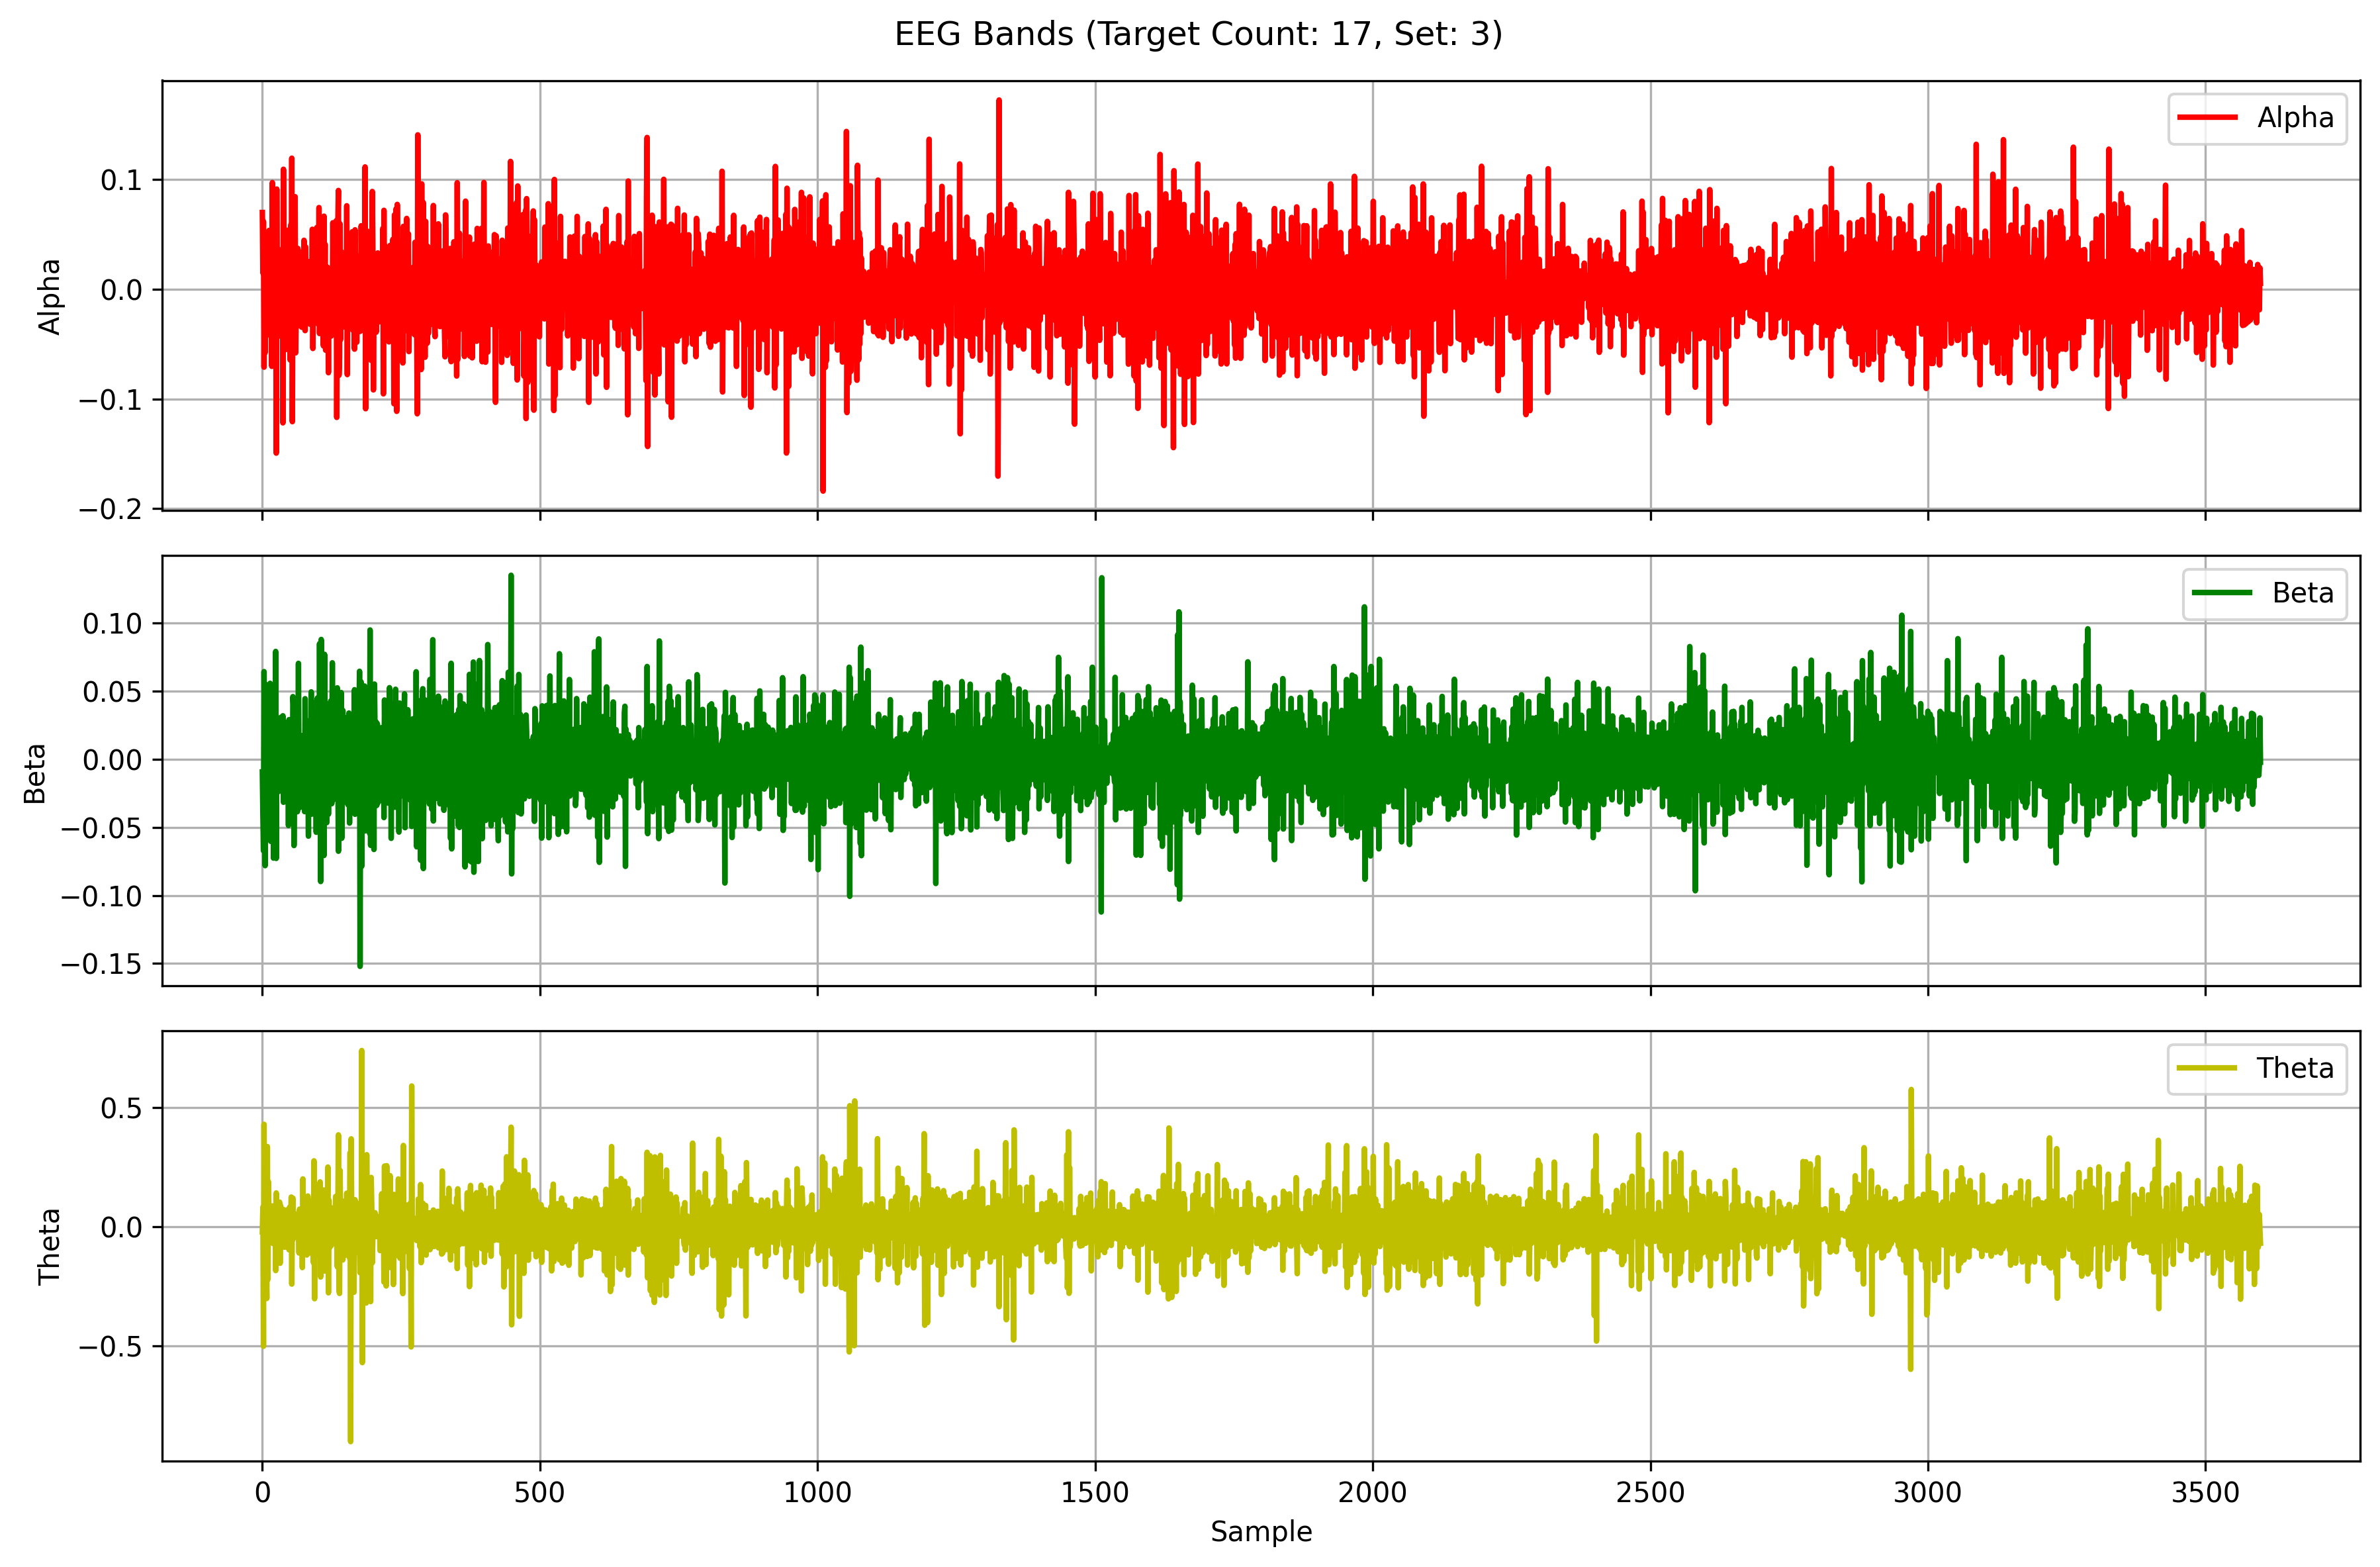 EEG Bands (Target Count: 17, Set: 3)
Alpha
0.1
0.0
−0.1
−0.2
Alpha
Beta
0.10
0.05
0.00
−0.05
−0.10
−0.15
Beta
Theta
0.5
0.0
−0.5
Theta
0 500 1000 1500 2000 2500 3000 3500
Sample